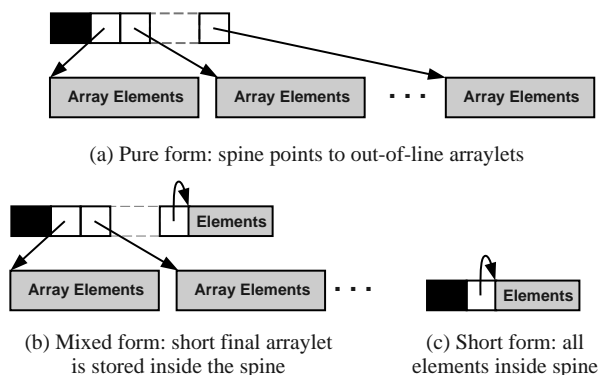 Array Elements Array Elements . . . Array Elements
(a) Pure form: spine points to out-of-line arraylets
Elements
Array Elements Array Elements . . .
(b) Mixed form: short final arraylet
is stored inside the spine
Elements
(c) Short form: all
elements inside spine